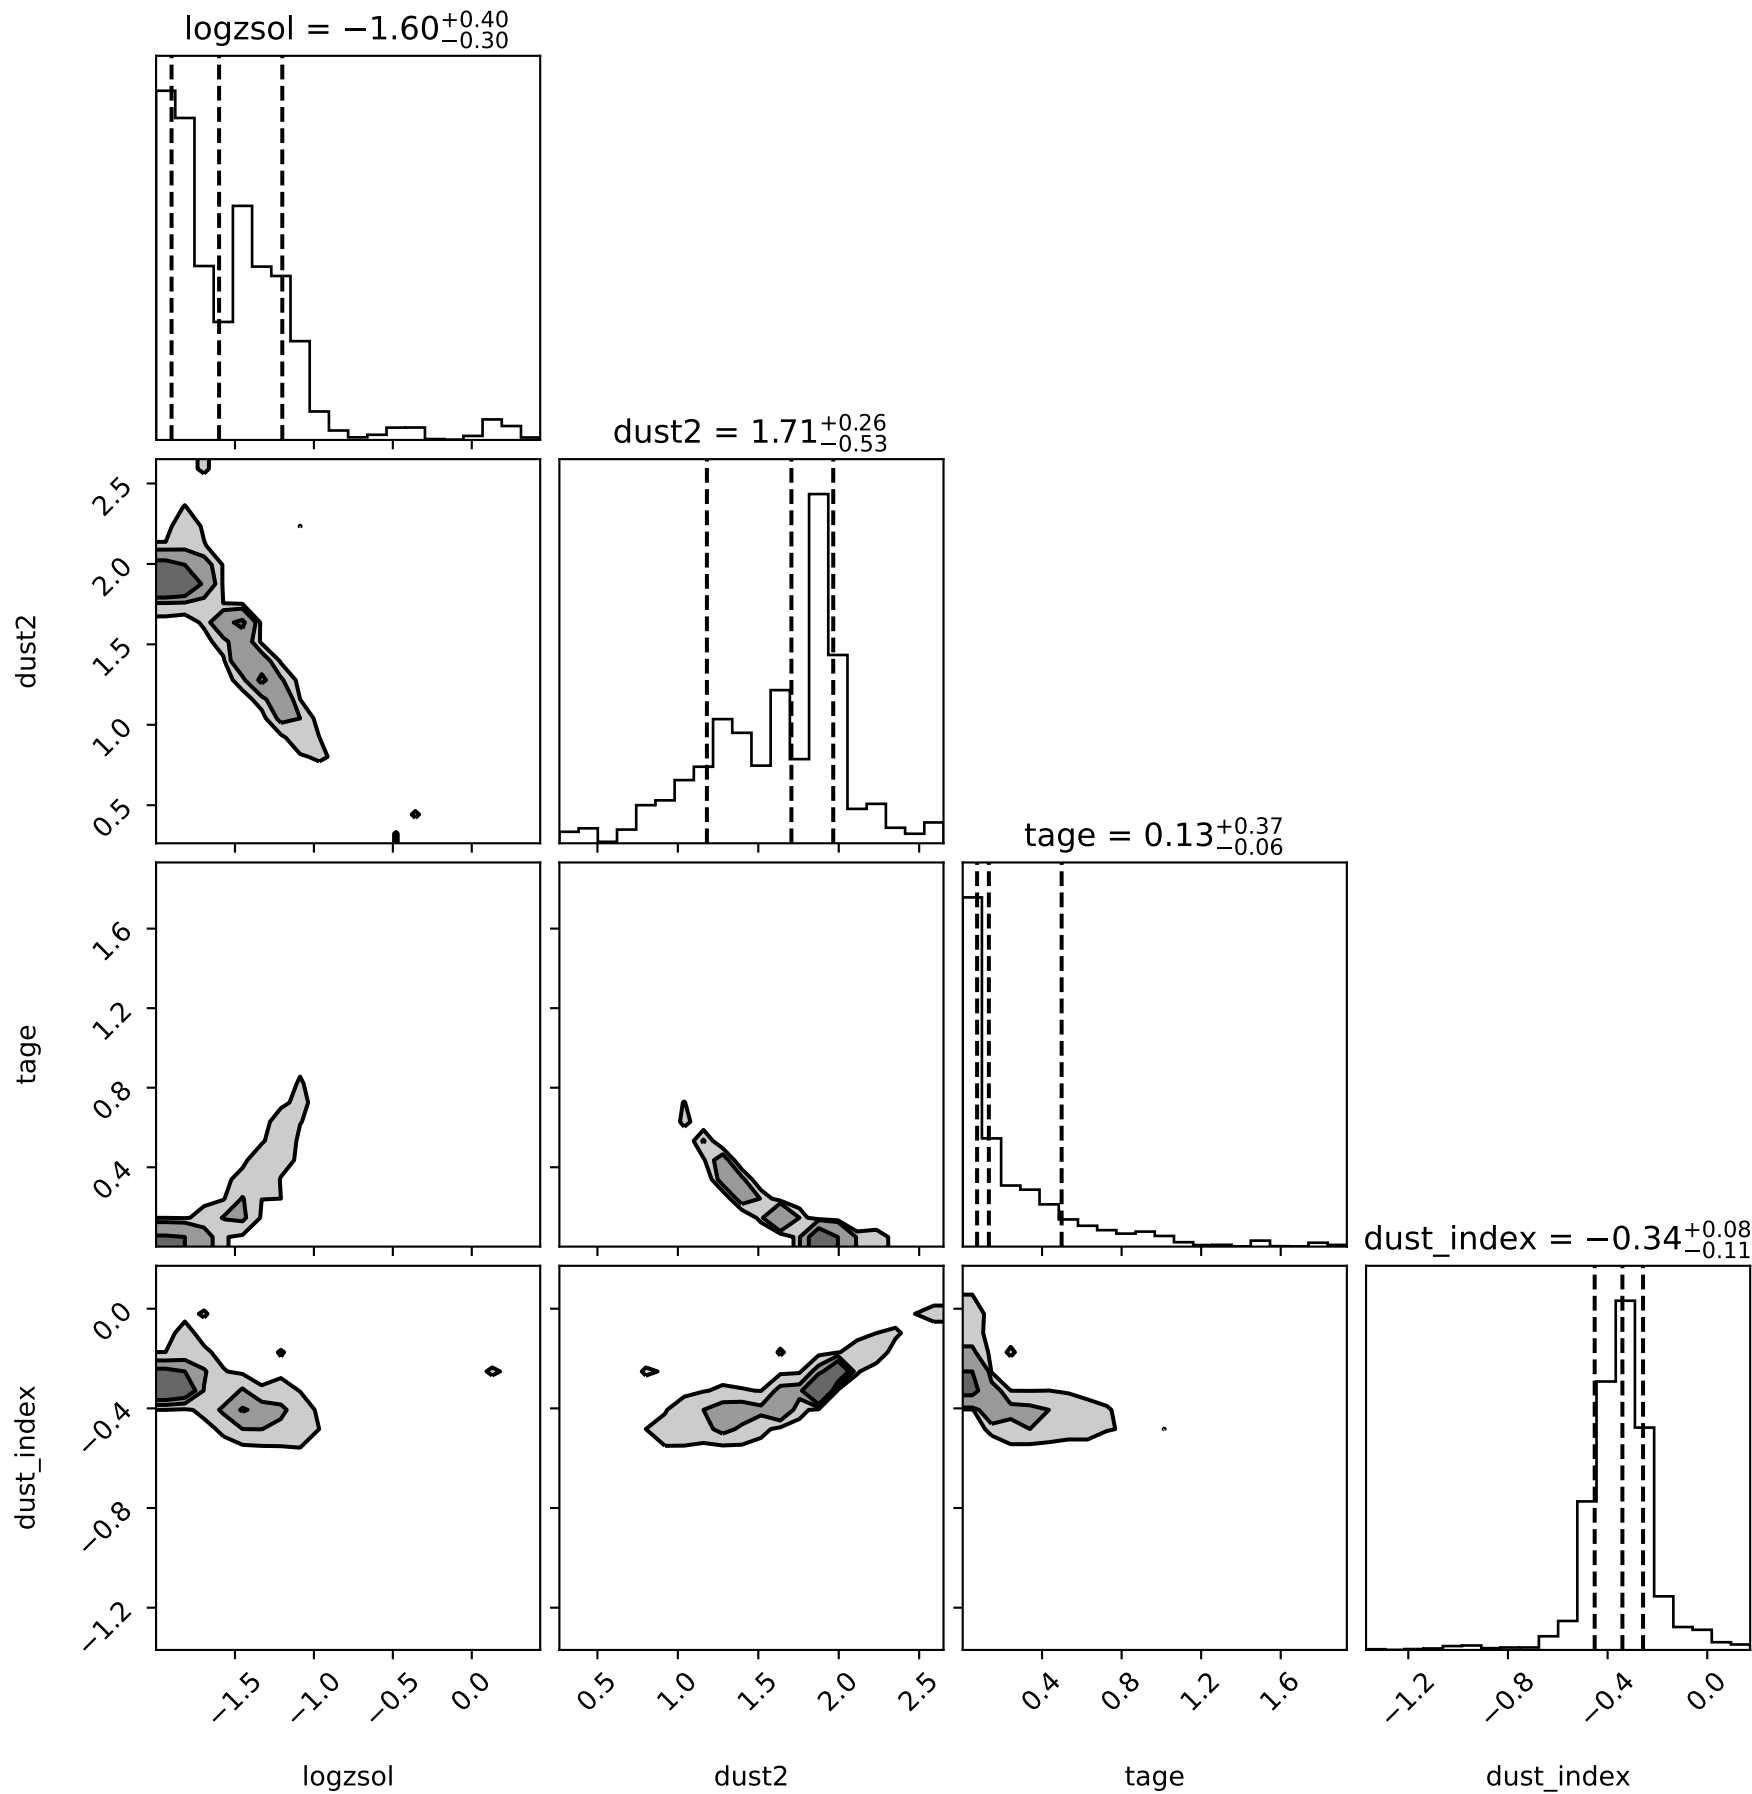 logzsol = −1.60+0.40−0.30
dust2 = 1.71+0.26−0.53
2.5
2.0
1.5
1.0
0.5
dust2
tage = 0.13+0.37−0.06
1.6
1.2
0.8
0.4
tage
dust_index = −0.34+0.08−0.11
0.0
−0.4
−0.8
−1.2
dust_index
−1.5 −1.0 −0.5 0.0 0.5 1.0 1.5 2.0 2.5 0.4 0.8 1.2 1.6 −1.2 −0.8 −0.4 0.0
logzsol dust2 tage dust_index